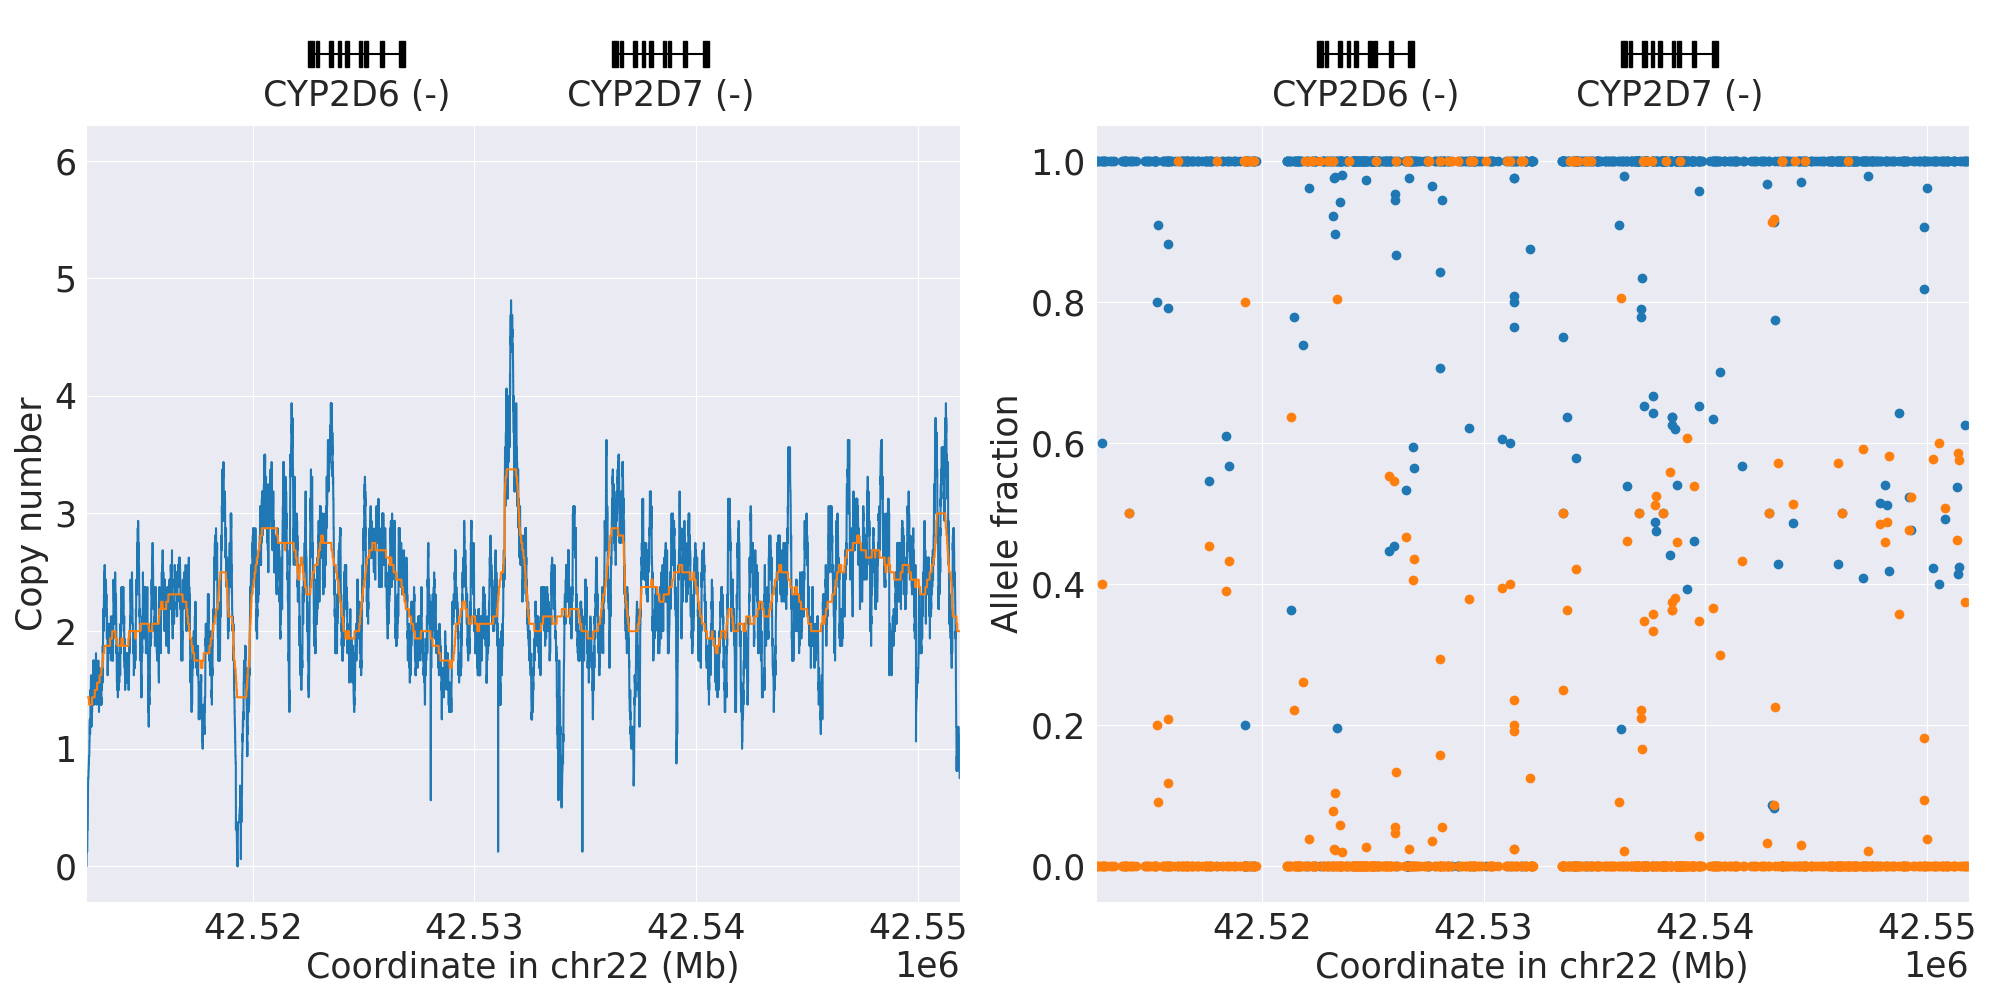 CYP2D6 (-) CYP2D7 (-)
6
5
4
3
2
1
0
Copy number
42.52 42.53 42.54 42.55
Coordinate in chr22 (Mb) 1e6
CYP2D6 (-) CYP2D7 (-)
1.0
0.8
0.6
0.4
0.2
0.0
Allele fraction
42.52 42.53 42.54 42.55
Coordinate in chr22 (Mb) 1e6